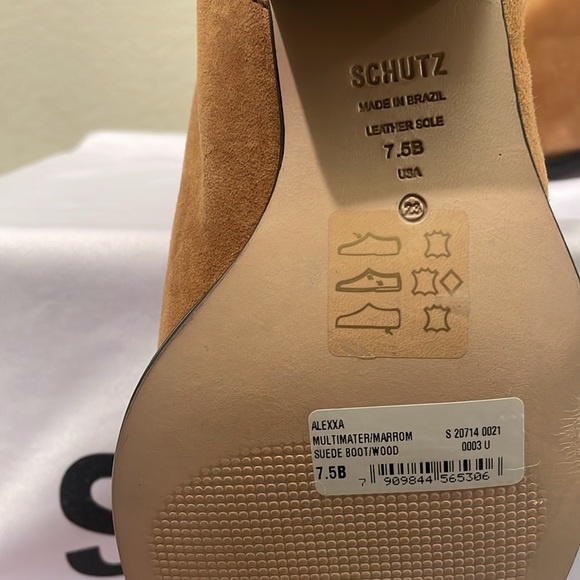 SCHUTZ
MADE IN BRAZIL
LEATHER SOLE
7.5B
USA
23
ALEXXA
MULTIMATER/MARROM S 20714 0021
SUEDE BOOT/WOOD 0003 U
7.5B
7 909844 565306
S